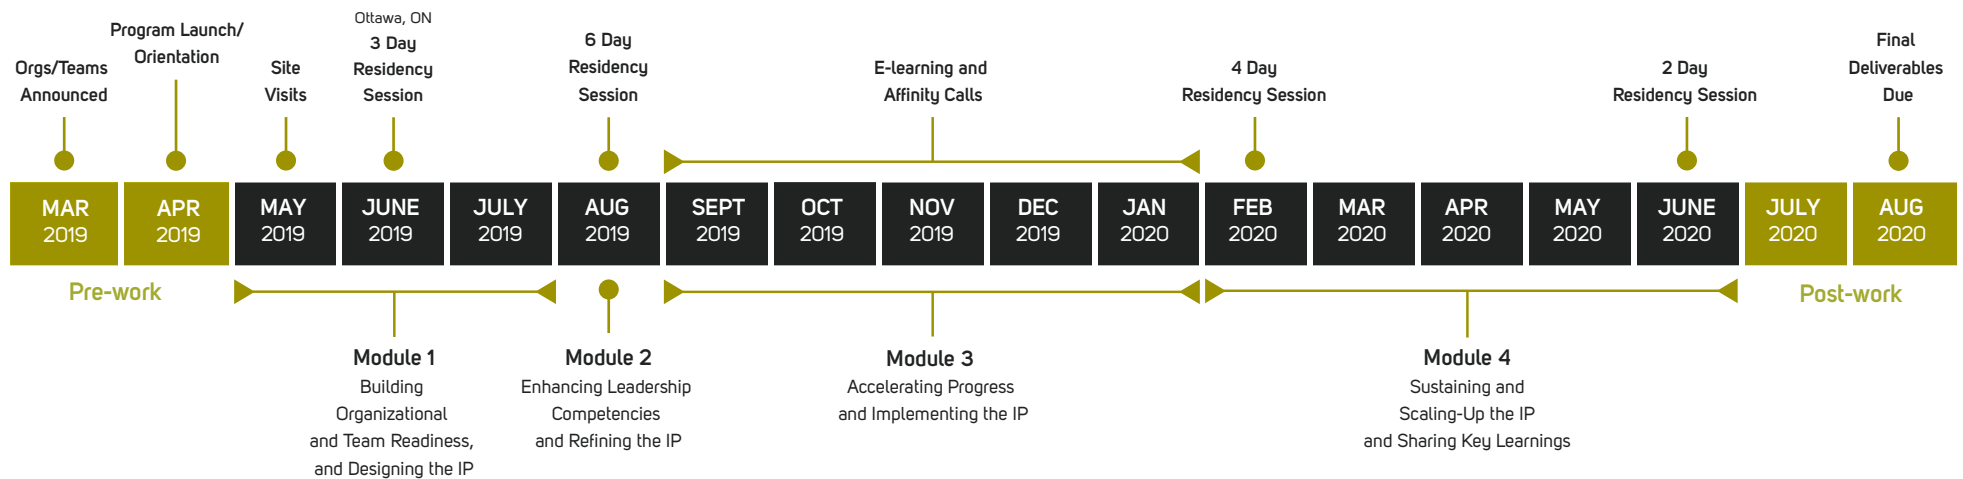 Orgs/Teams
Announced
Program Launch/
Orientation
Site
Visits
Ottawa, ON
3 Day
Residency
Session
6 Day
Residency
Session
E-learning and
Affinity Calls
4 Day
Residency Session
2 Day
Residency Session
Final
Deliverables
Due
MAR
2019
APR
2019
MAY
2019
JUNE
2019
JULY
2019
AUG
2019
SEPT
2019
OCT
2019
NOV
2019
DEC
2019
JAN
2020
FEB
2020
MAR
2020
APR
2020
MAY
2020
JUNE
2020
JULY
2020
AUG
2020
Pre-work
Post-work
Module 1
Building
Organizational
and Team Readiness,
and Designing the IP
Module 2
Enhancing Leadership
Competencies
and Refining the IP
Module 3
Accelerating Progress
and Implementing the IP
Module 4
Sustaining and
Scaling-Up the IP
and Sharing Key Learnings